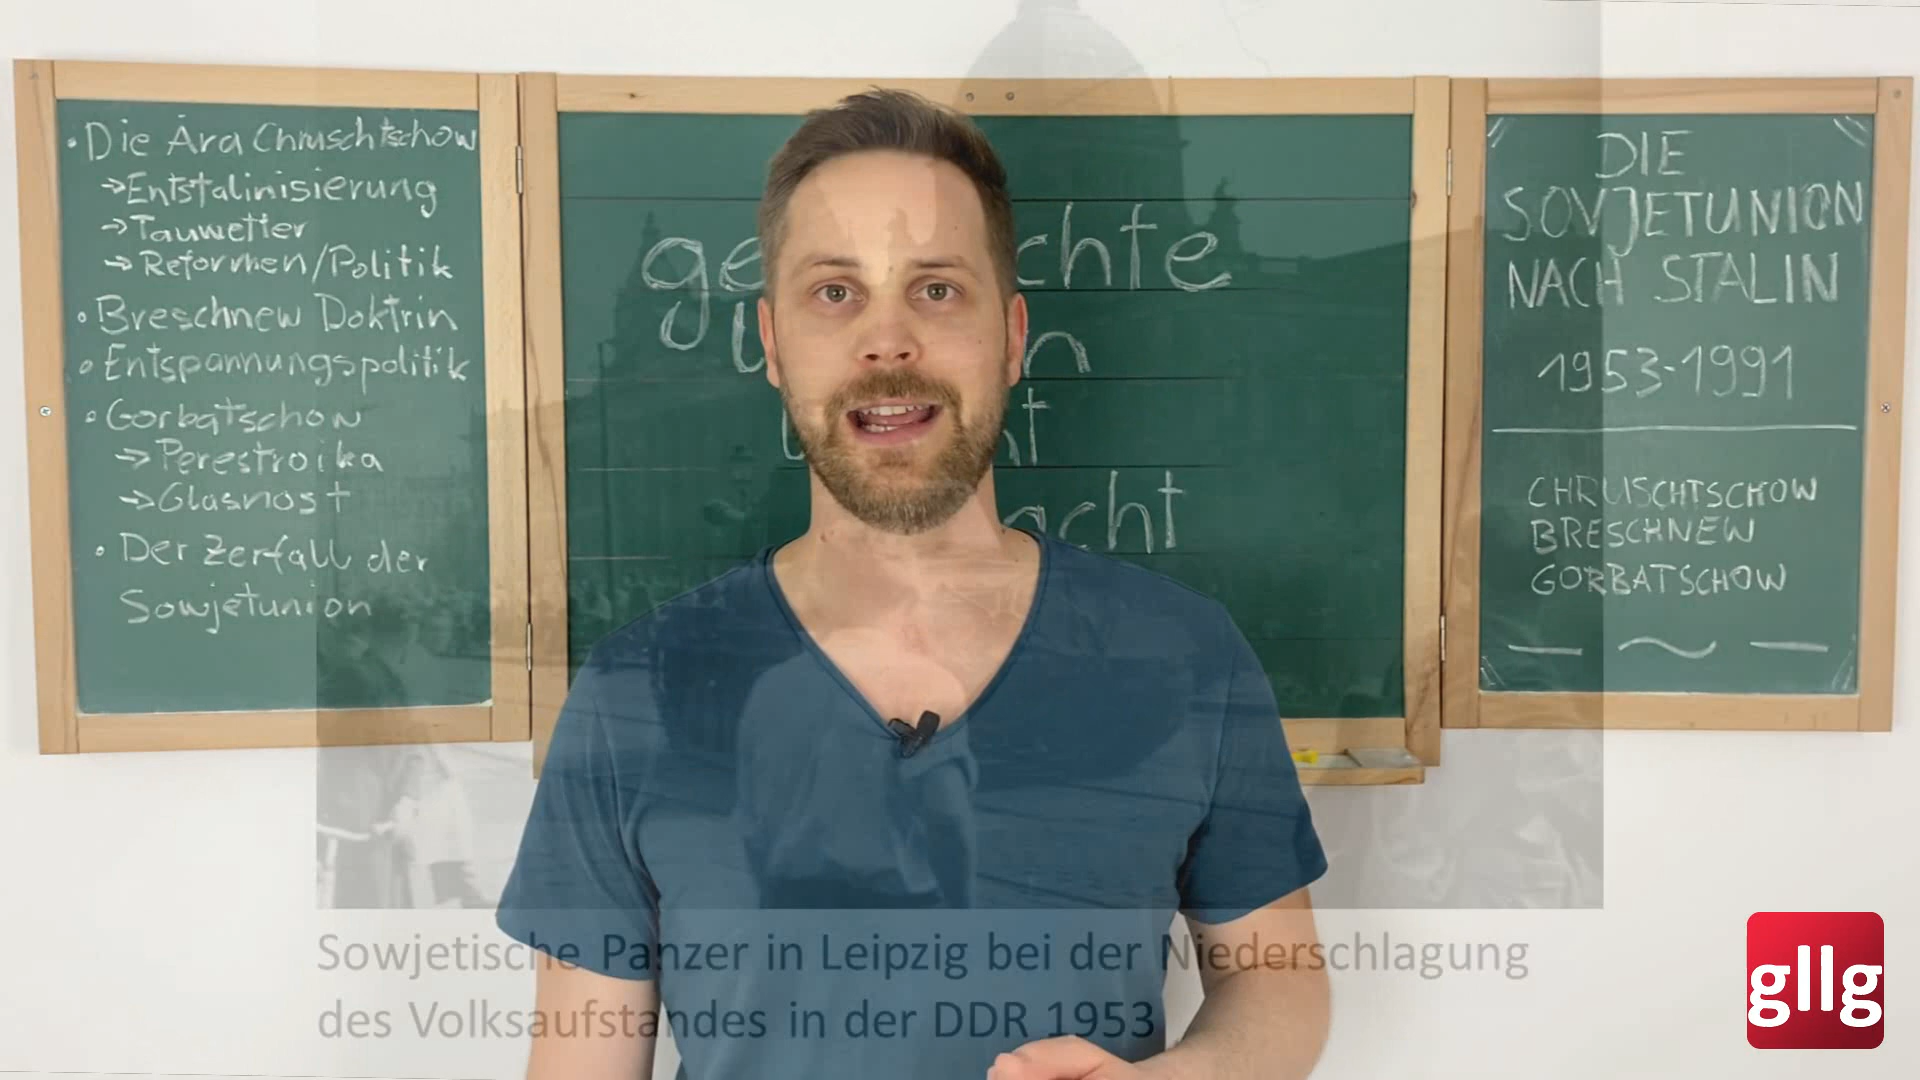 • Die Ära Chruschtschow
→ Entstalinisierung
→ Tauwetter
→ Reformen/Politik
• Breschnew Doktrin
• Entspannungspolitik
• Gorbatschow
→ Perestroika
→ Glasnost
• Der Zerfall der
Sowjetunion
DIE
SOVJETUNION
NACH STALIN
1953-1991
CHRUSCHTSCHOW
BRESCHNEW
GORBATSCHOW
Sowjetische Panzer in Leipzig bei der Niederschlagung
des Volksaufstandes in der DDR 1953
gllg